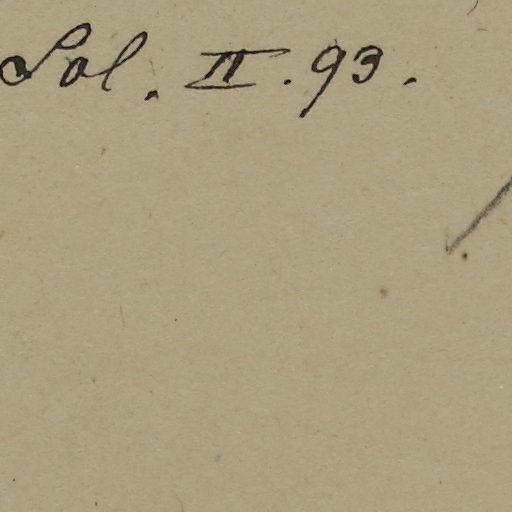 Sol. II. 93.